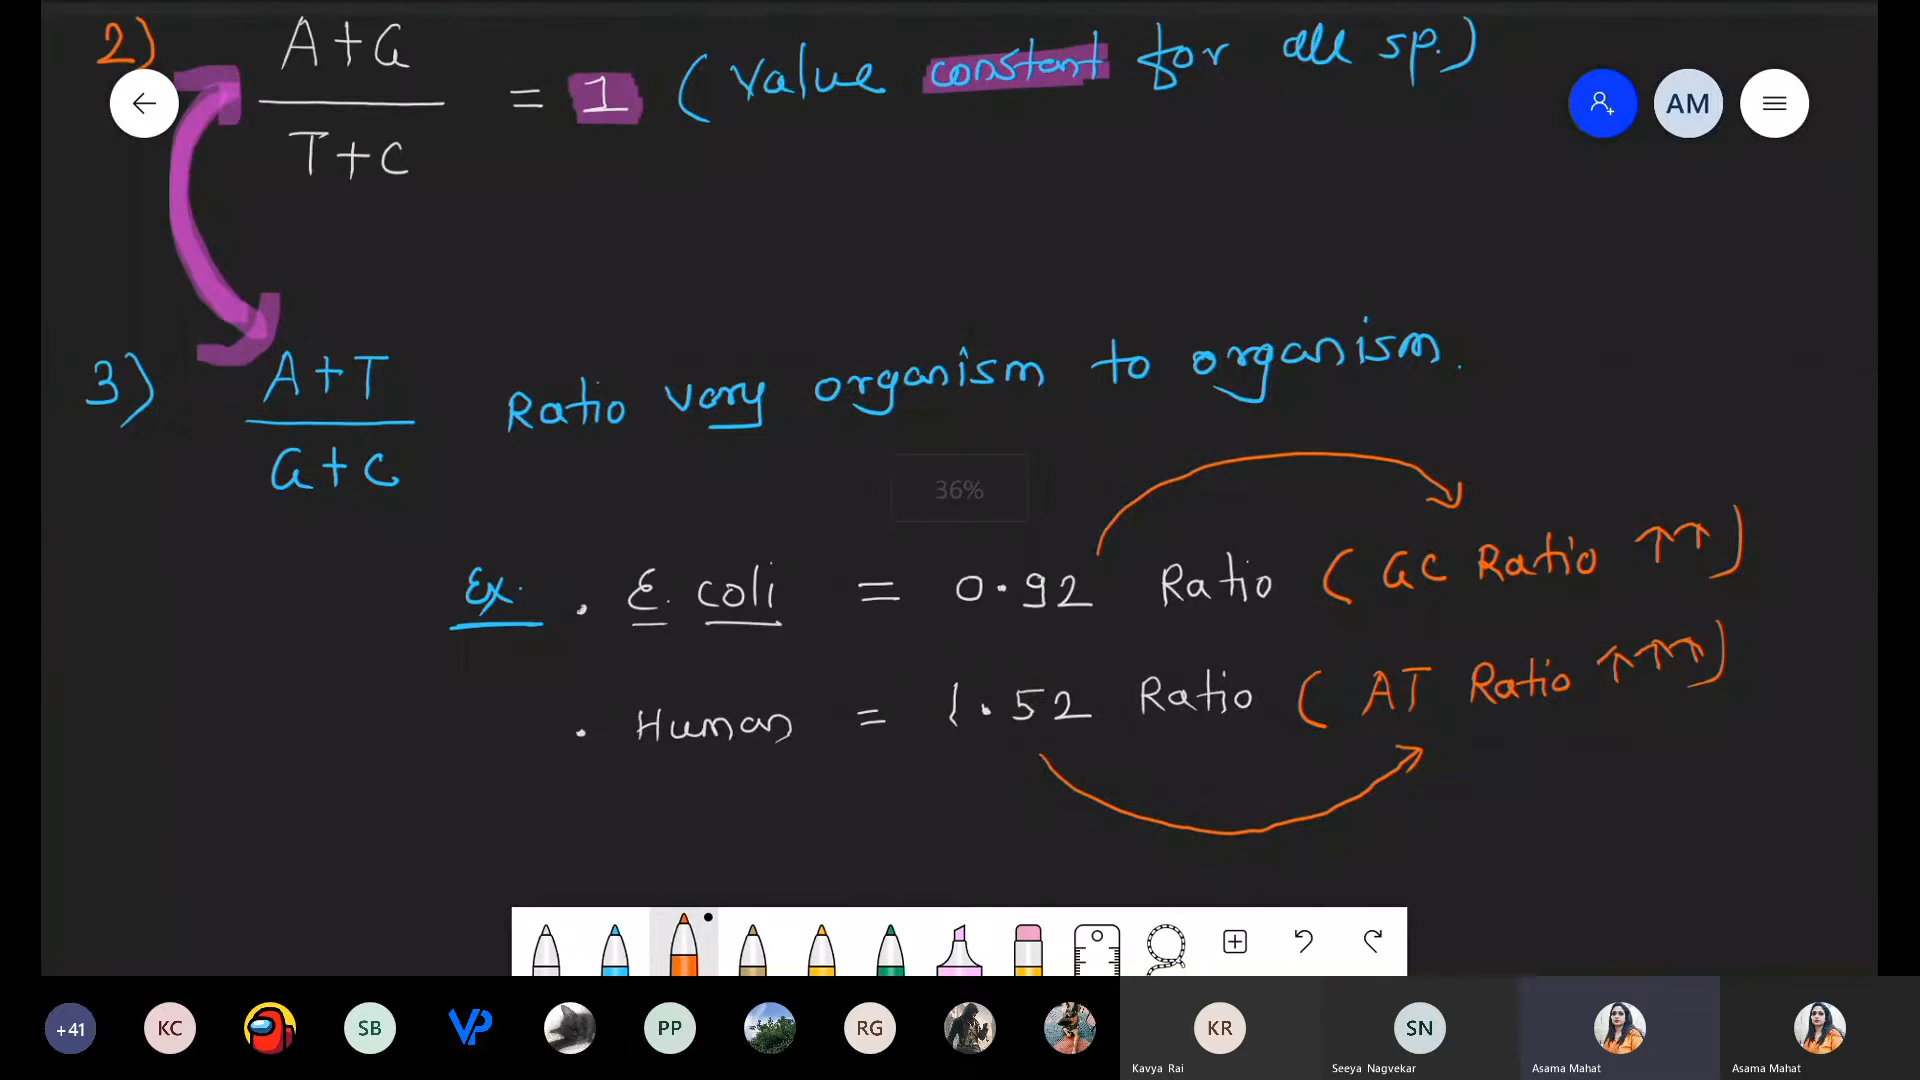 2) A+G
= 1 (Value constant for all sp.)
T+C
AM
3) A+T
Ratio vary organism to organism.
G+C
36%
Ex. . E. coli = 0.92 Ratio (GC Ratio ↑↑)
. Human = 1.52 Ratio (AT Ratio ↑↑↑)
+41 KC SB VP PP RG KR SN
Kavya Rai Seeya Nagvekar Asama Mahat Asama Mahat